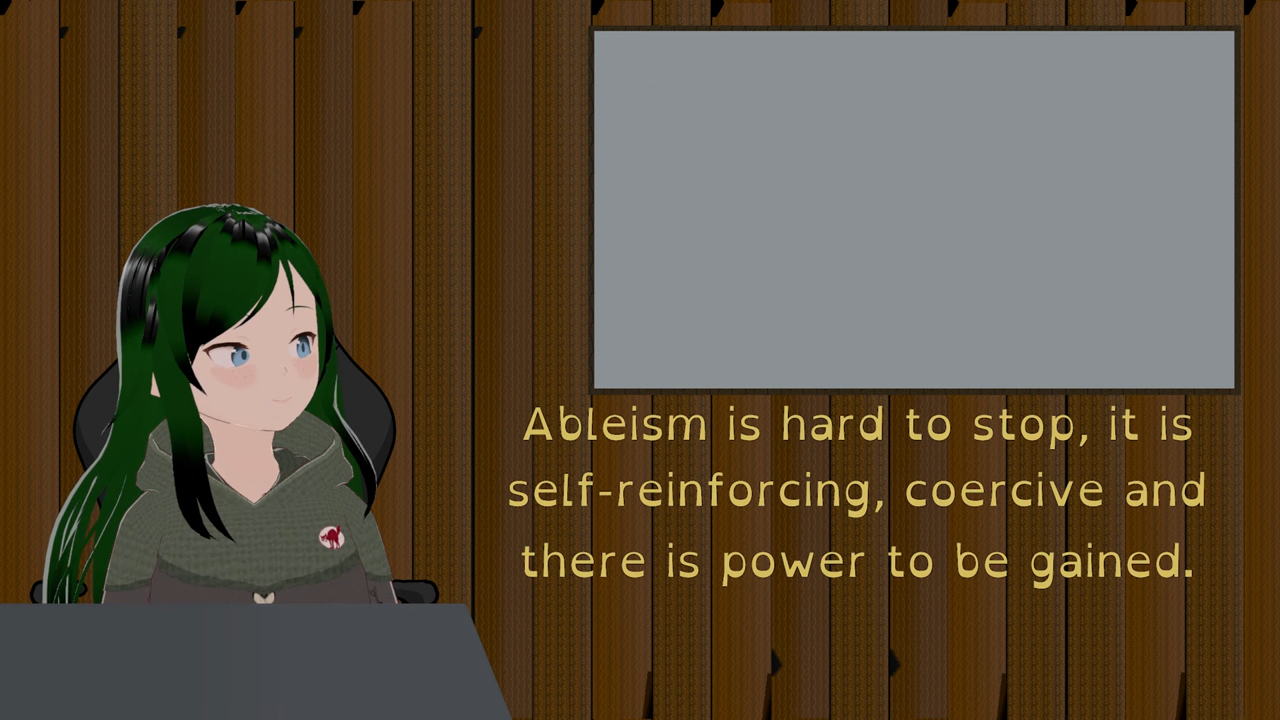 Ableism is hard to stop, it is
self-reinforcing, coercive and
there is power to be gained.